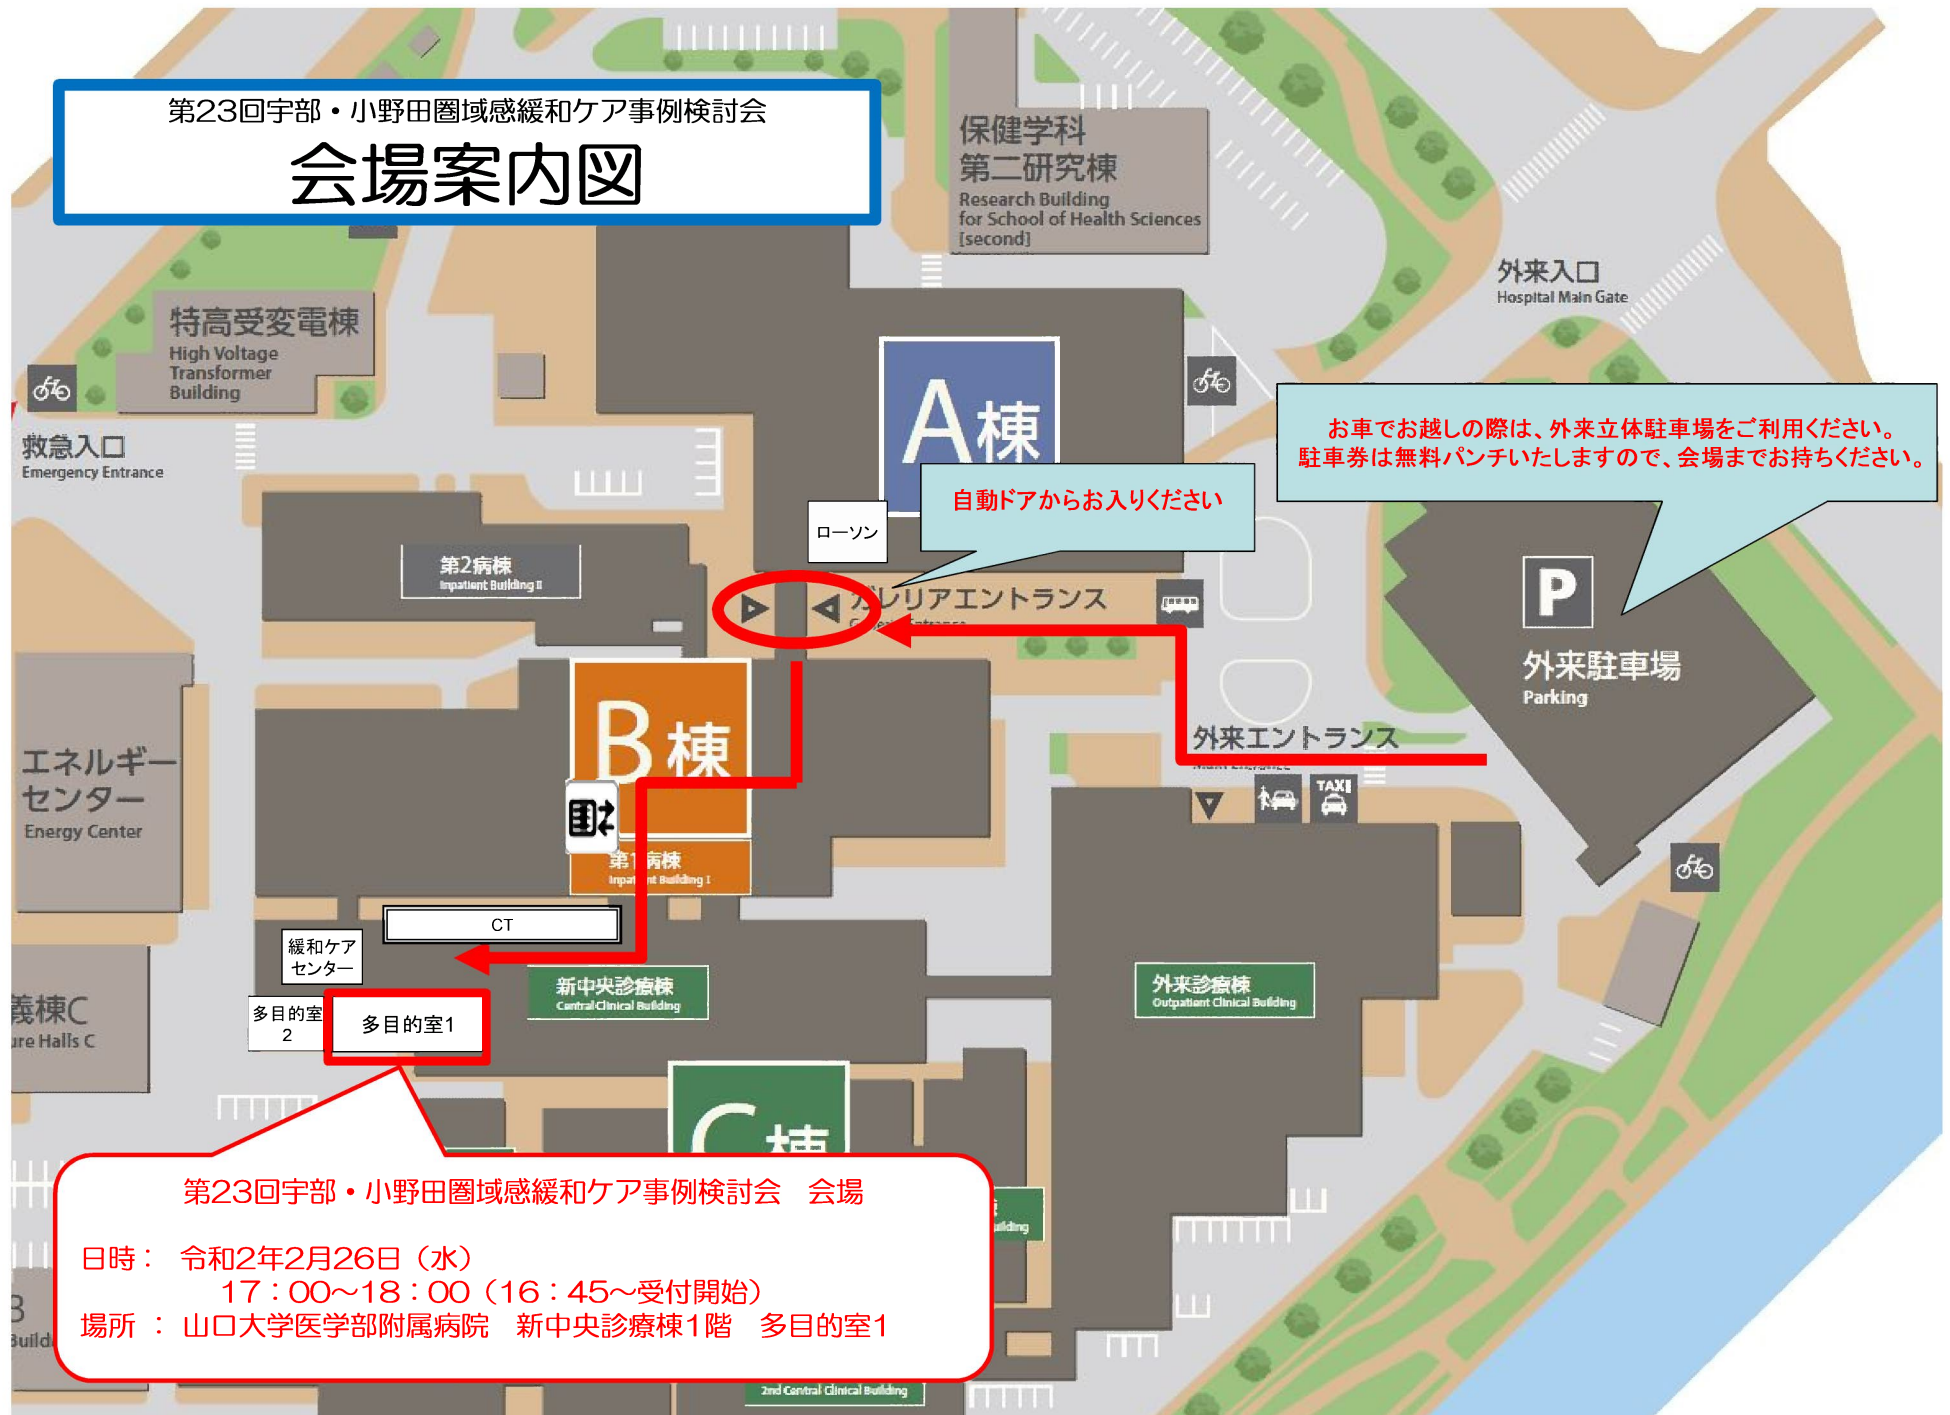 第23回宇部・小野田圏域感緩和ケア事例検討会
会場案内図
保健学科
第二研究棟
Research Building
for School of Health Sciences
[second]
外来入口
Hospital Main Gate
特高受変電棟
High Voltage
Transformer
Building
救急入口
Emergency Entrance
A棟
お車でお越しの際は、外来立体駐車場をご利用ください。
駐車券は無料パンチいたしますので、会場までお持ちください。
自動ドアからお入りください
ローソン
第2病棟
Inpatient Building II
ガレリアエントランス
P
外来駐車場
Parking
B棟
外来エントランス
TAXI
エネルギー
センター
Energy Center
第1病棟
Inpatient Building I
CT
緩和ケア
センター
新中央診療棟
Central Clinical Building
外来診療棟
Outpatient Clinical Building
多目的室
2
多目的室1
義棟C
ure Halls C
C棟
第23回宇部・小野田圏域感緩和ケア事例検討会 会場
日時： 令和2年2月26日（水）
17：00～18：00（16：45～受付開始）
場所 ： 山口大学医学部附属病院 新中央診療棟1階 多目的室1
uilding
B
Build
2nd Central Clinical Building